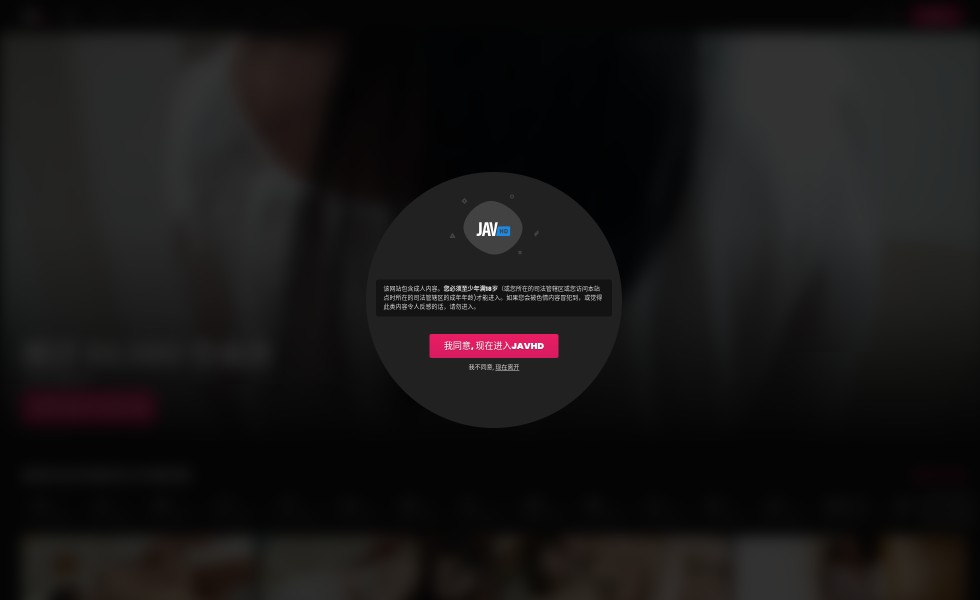 JAV HD
该网站包含成人内容。您必须至少年满18岁（或您所在的司法管辖区或您访问本站
点时所在的司法管辖区的成年年龄)才能进入。如果您会被色情内容冒犯到，或觉得
此类内容令人反感的话，请勿进入。
我同意, 现在进入JAVHD
我不同意, 现在离开